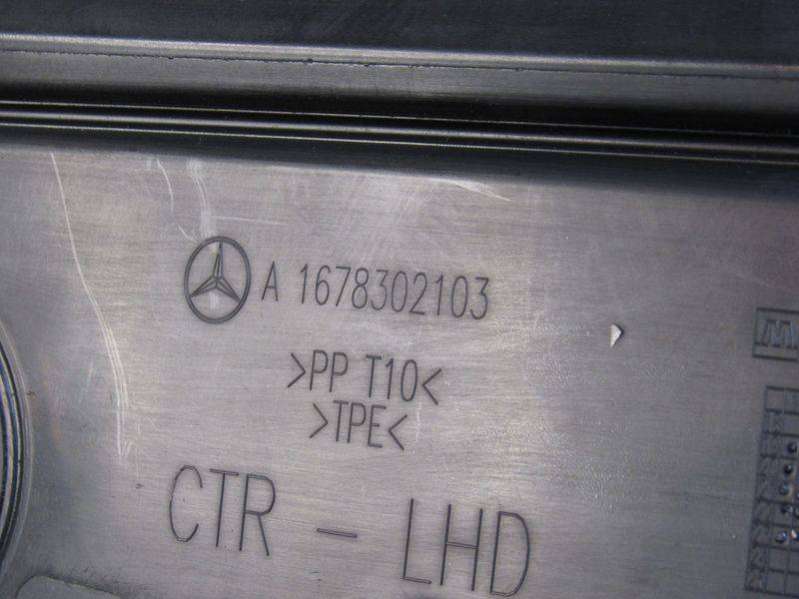 A 1678302103
>PP T10<
>TPE<
CTR - LHD